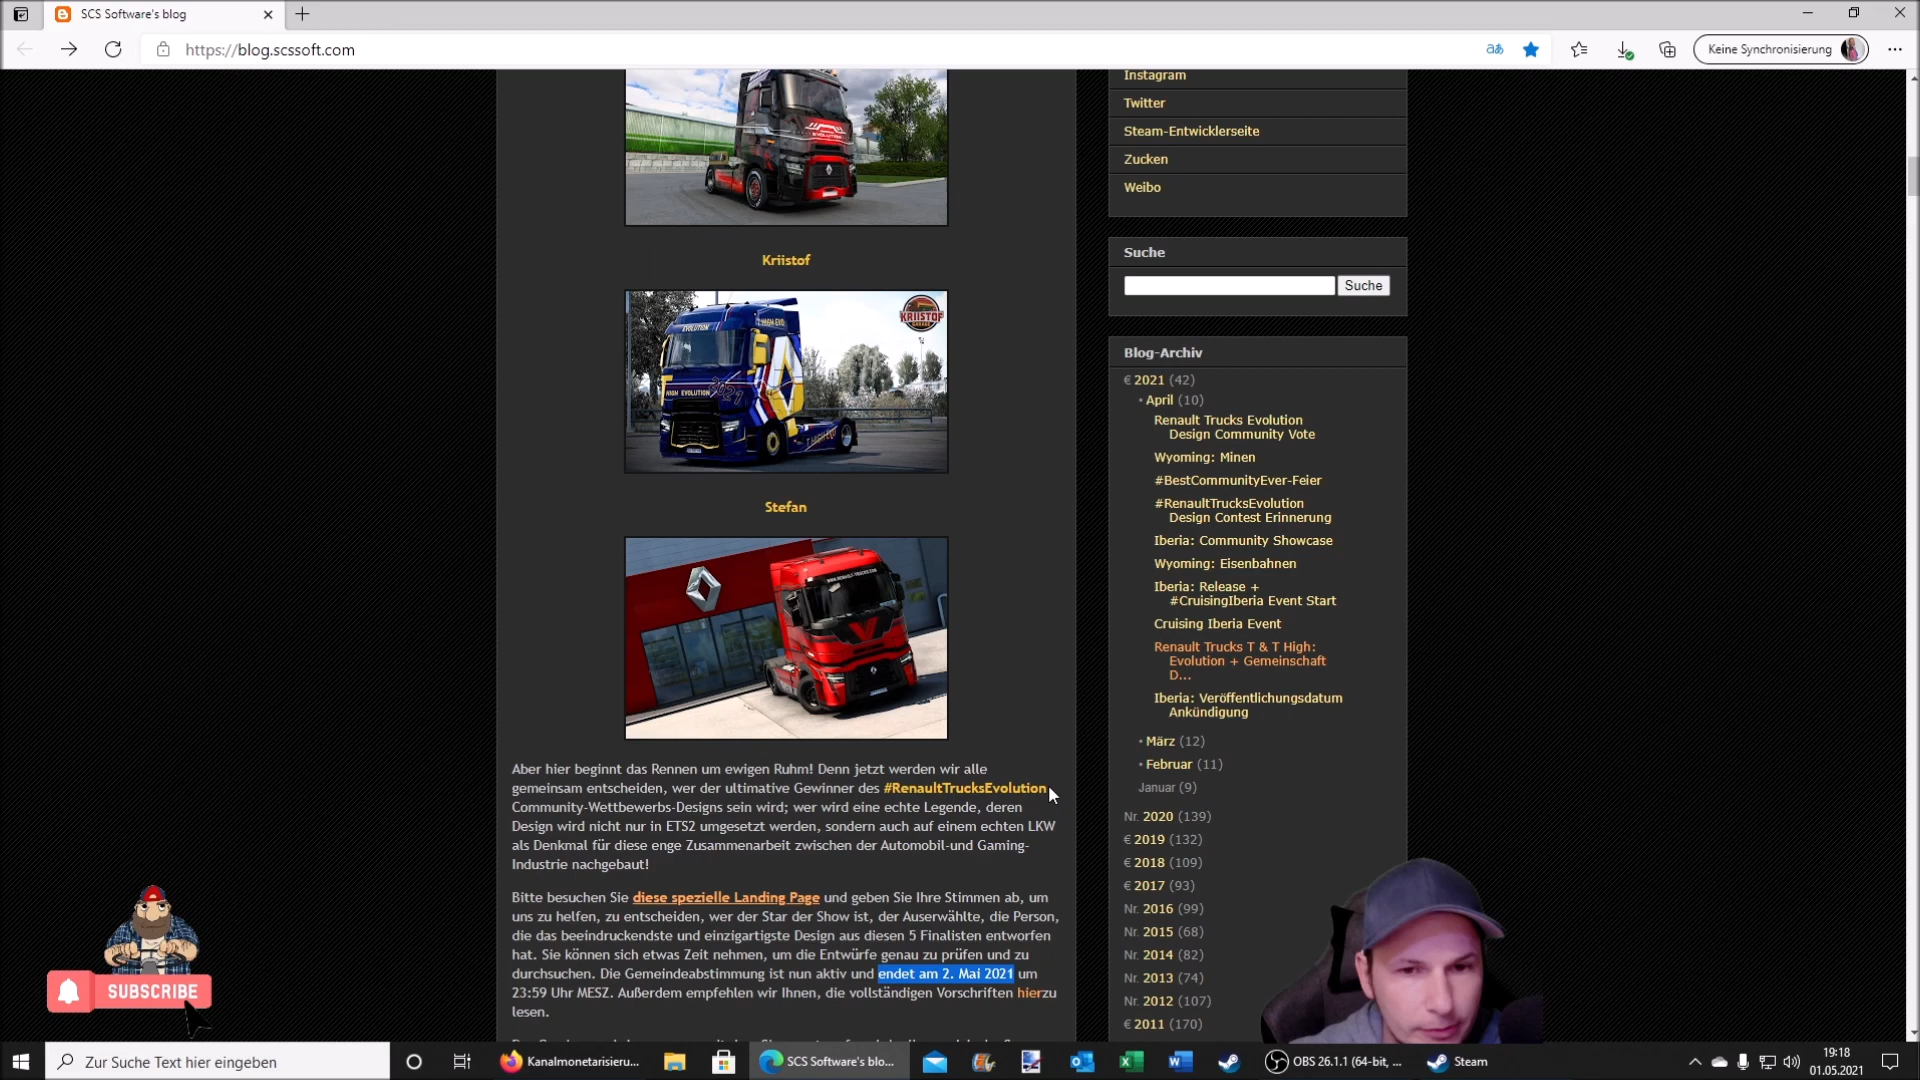 SCS Software's blog
https://blog.scssoft.com
Keine Synchronisierung
Kriistof
EVOLUTION
HIGH EVO
HIGH EVOLUTION
2021
KRIISTOF
Stefan
Aber hier beginnt das Rennen um ewigen Ruhm! Denn jetzt werden wir alle
gemeinsam entscheiden, wer der ultimative Gewinner des #RenaultTrucksEvolution
Community-Wettbewerbs-Designs sein wird; wer wird eine echte Legende, deren
Design wird nicht nur in ETS2 umgesetzt werden, sondern auch auf einem echten LKW
als Denkmal für diese enge Zusammenarbeit zwischen der Automobil-und Gaming-
Industrie nachgebaut!
Bitte besuchen Sie diese spezielle Landing Page und geben Sie Ihre Stimmen ab, um
uns zu helfen, zu entscheiden, wer der Star der Show ist, der Auserwählte, die Person,
die das beeindruckendste und einzigartigste Design aus diesen 5 Finalisten entworfen
hat. Sie können sich etwas Zeit nehmen, um die Entwürfe genau zu prüfen und zu
durchsuchen. Die Gemeindeabstimmung ist nun aktiv und endet am 2. Mai 2021 um
23:59 Uhr MESZ. Außerdem empfehlen wir Ihnen, die vollständigen Vorschriften hierzu
lesen.
Instagram
Twitter
Steam-Entwicklerseite
Zucken
Weibo
Suche
Suche
Blog-Archiv
€ 2021 (42)
• April (10)
Renault Trucks Evolution
Design Community Vote
Wyoming: Minen
#BestCommunityEver-Feier
#RenaultTrucksEvolution
Design Contest Erinnerung
Iberia: Community Showcase
Wyoming: Eisenbahnen
Iberia: Release +
#CruisingIberia Event Start
Cruising Iberia Event
Renault Trucks T & T High:
Evolution + Gemeinschaft
D...
Iberia: Veröffentlichungsdatum
Ankündigung
• März (12)
• Februar (11)
Januar (9)
Nr. 2020 (139)
€ 2019 (132)
€ 2018 (109)
€ 2017 (93)
Nr. 2016 (99)
Nr. 2015 (68)
Nr. 2014 (82)
Nr. 2013 (74)
Nr. 2012 (107)
€ 2011 (170)
SUBSCRIBE
Zur Suche Text hier eingeben
Kanalmonetarisieru...
SCS Software's blo...
OBS 26.1.1 (64-bit, ...
Steam
19:18
01.05.2021